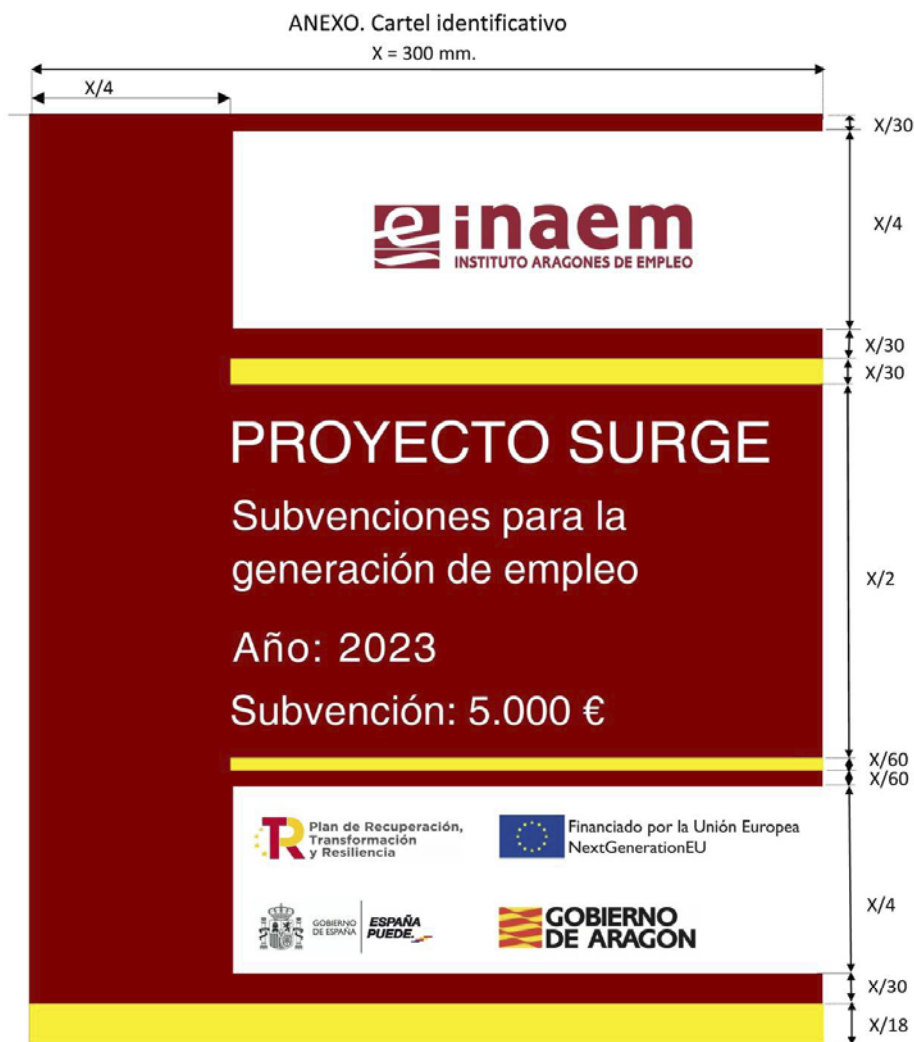 ANEXO. Cartel identificativo
X = 300 mm.
X/4
X/30
e inaem
INSTITUTO ARAGONES DE EMPLEO
X/4
X/30
X/30
PROYECTO SURGE
Subvenciones para la
generación de empleo
X/2
Año: 2023
Subvención: 5.000 €
X/60
X/60
TR Plan de Recuperación,
Transformación
y Resiliencia
Financiado por la Unión Europea
NextGenerationEU
GOBIERNO
DE ESPAÑA
ESPAÑA
PUEDE.
GOBIERNO
DE ARAGON
X/4
X/30
X/18